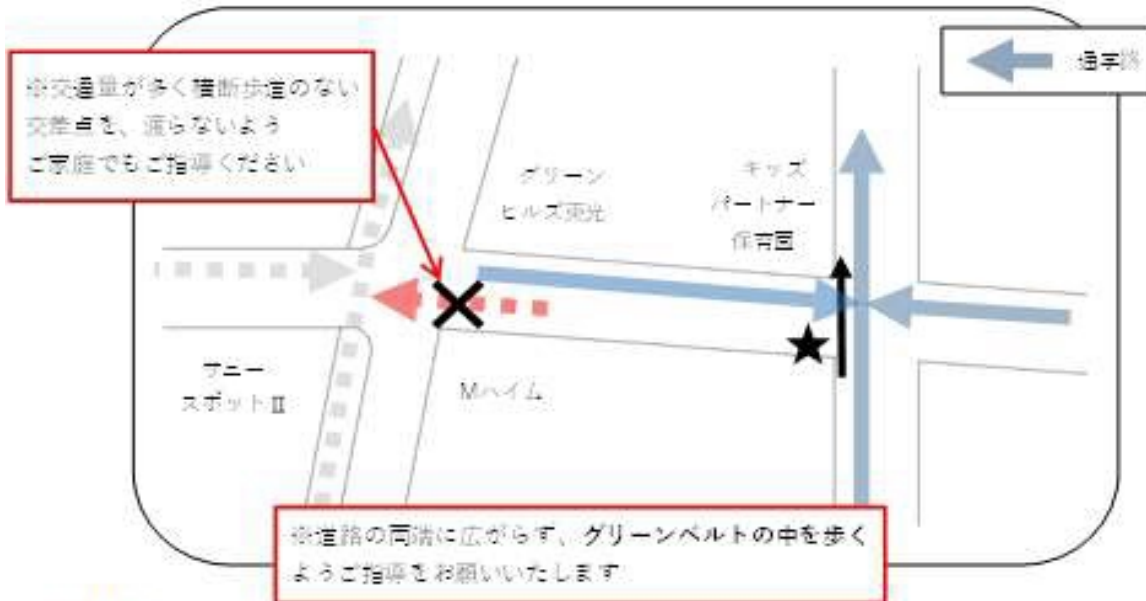 ※交通量が多く横断歩道のない
交差点を、渡らないよう
ご家庭でもご指導ください
通学路
グリーン
ヒルズ東光
キッズ
パートナー
保育園
サニー
スポットⅡ
Mハイム
※道路の両端に広がらず、グリーンベルトの中を歩く
ようご指導をお願いいたします